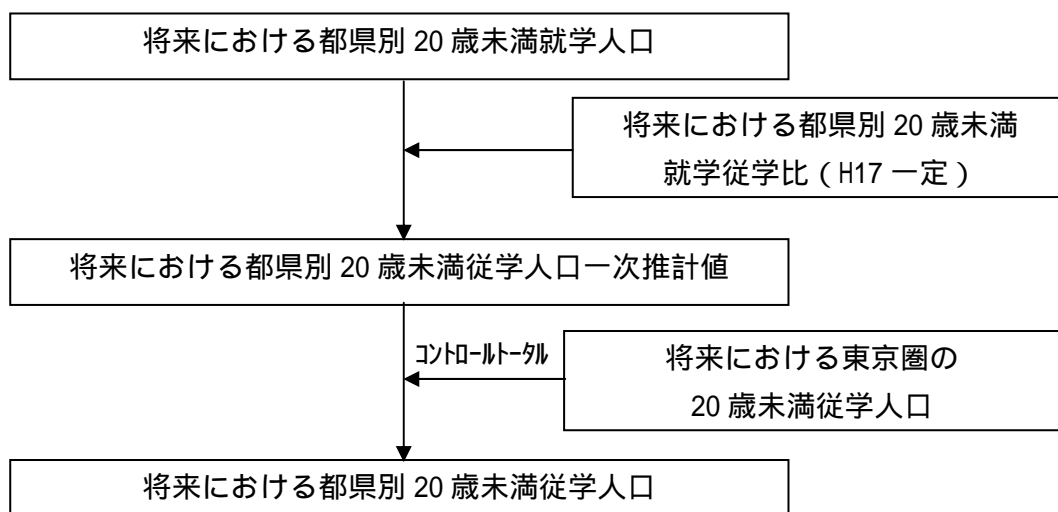 将来における都県別 20 歳未満就学人口
将来における都県別 20 歳未満
就学従学比（H17 一定）
将来における都県別 20 歳未満従学人口一次推計値
ｺﾝﾄﾛｰﾙﾄｰﾀﾙ
将来における東京圏の
20 歳未満従学人口
将来における都県別 20 歳未満従学人口